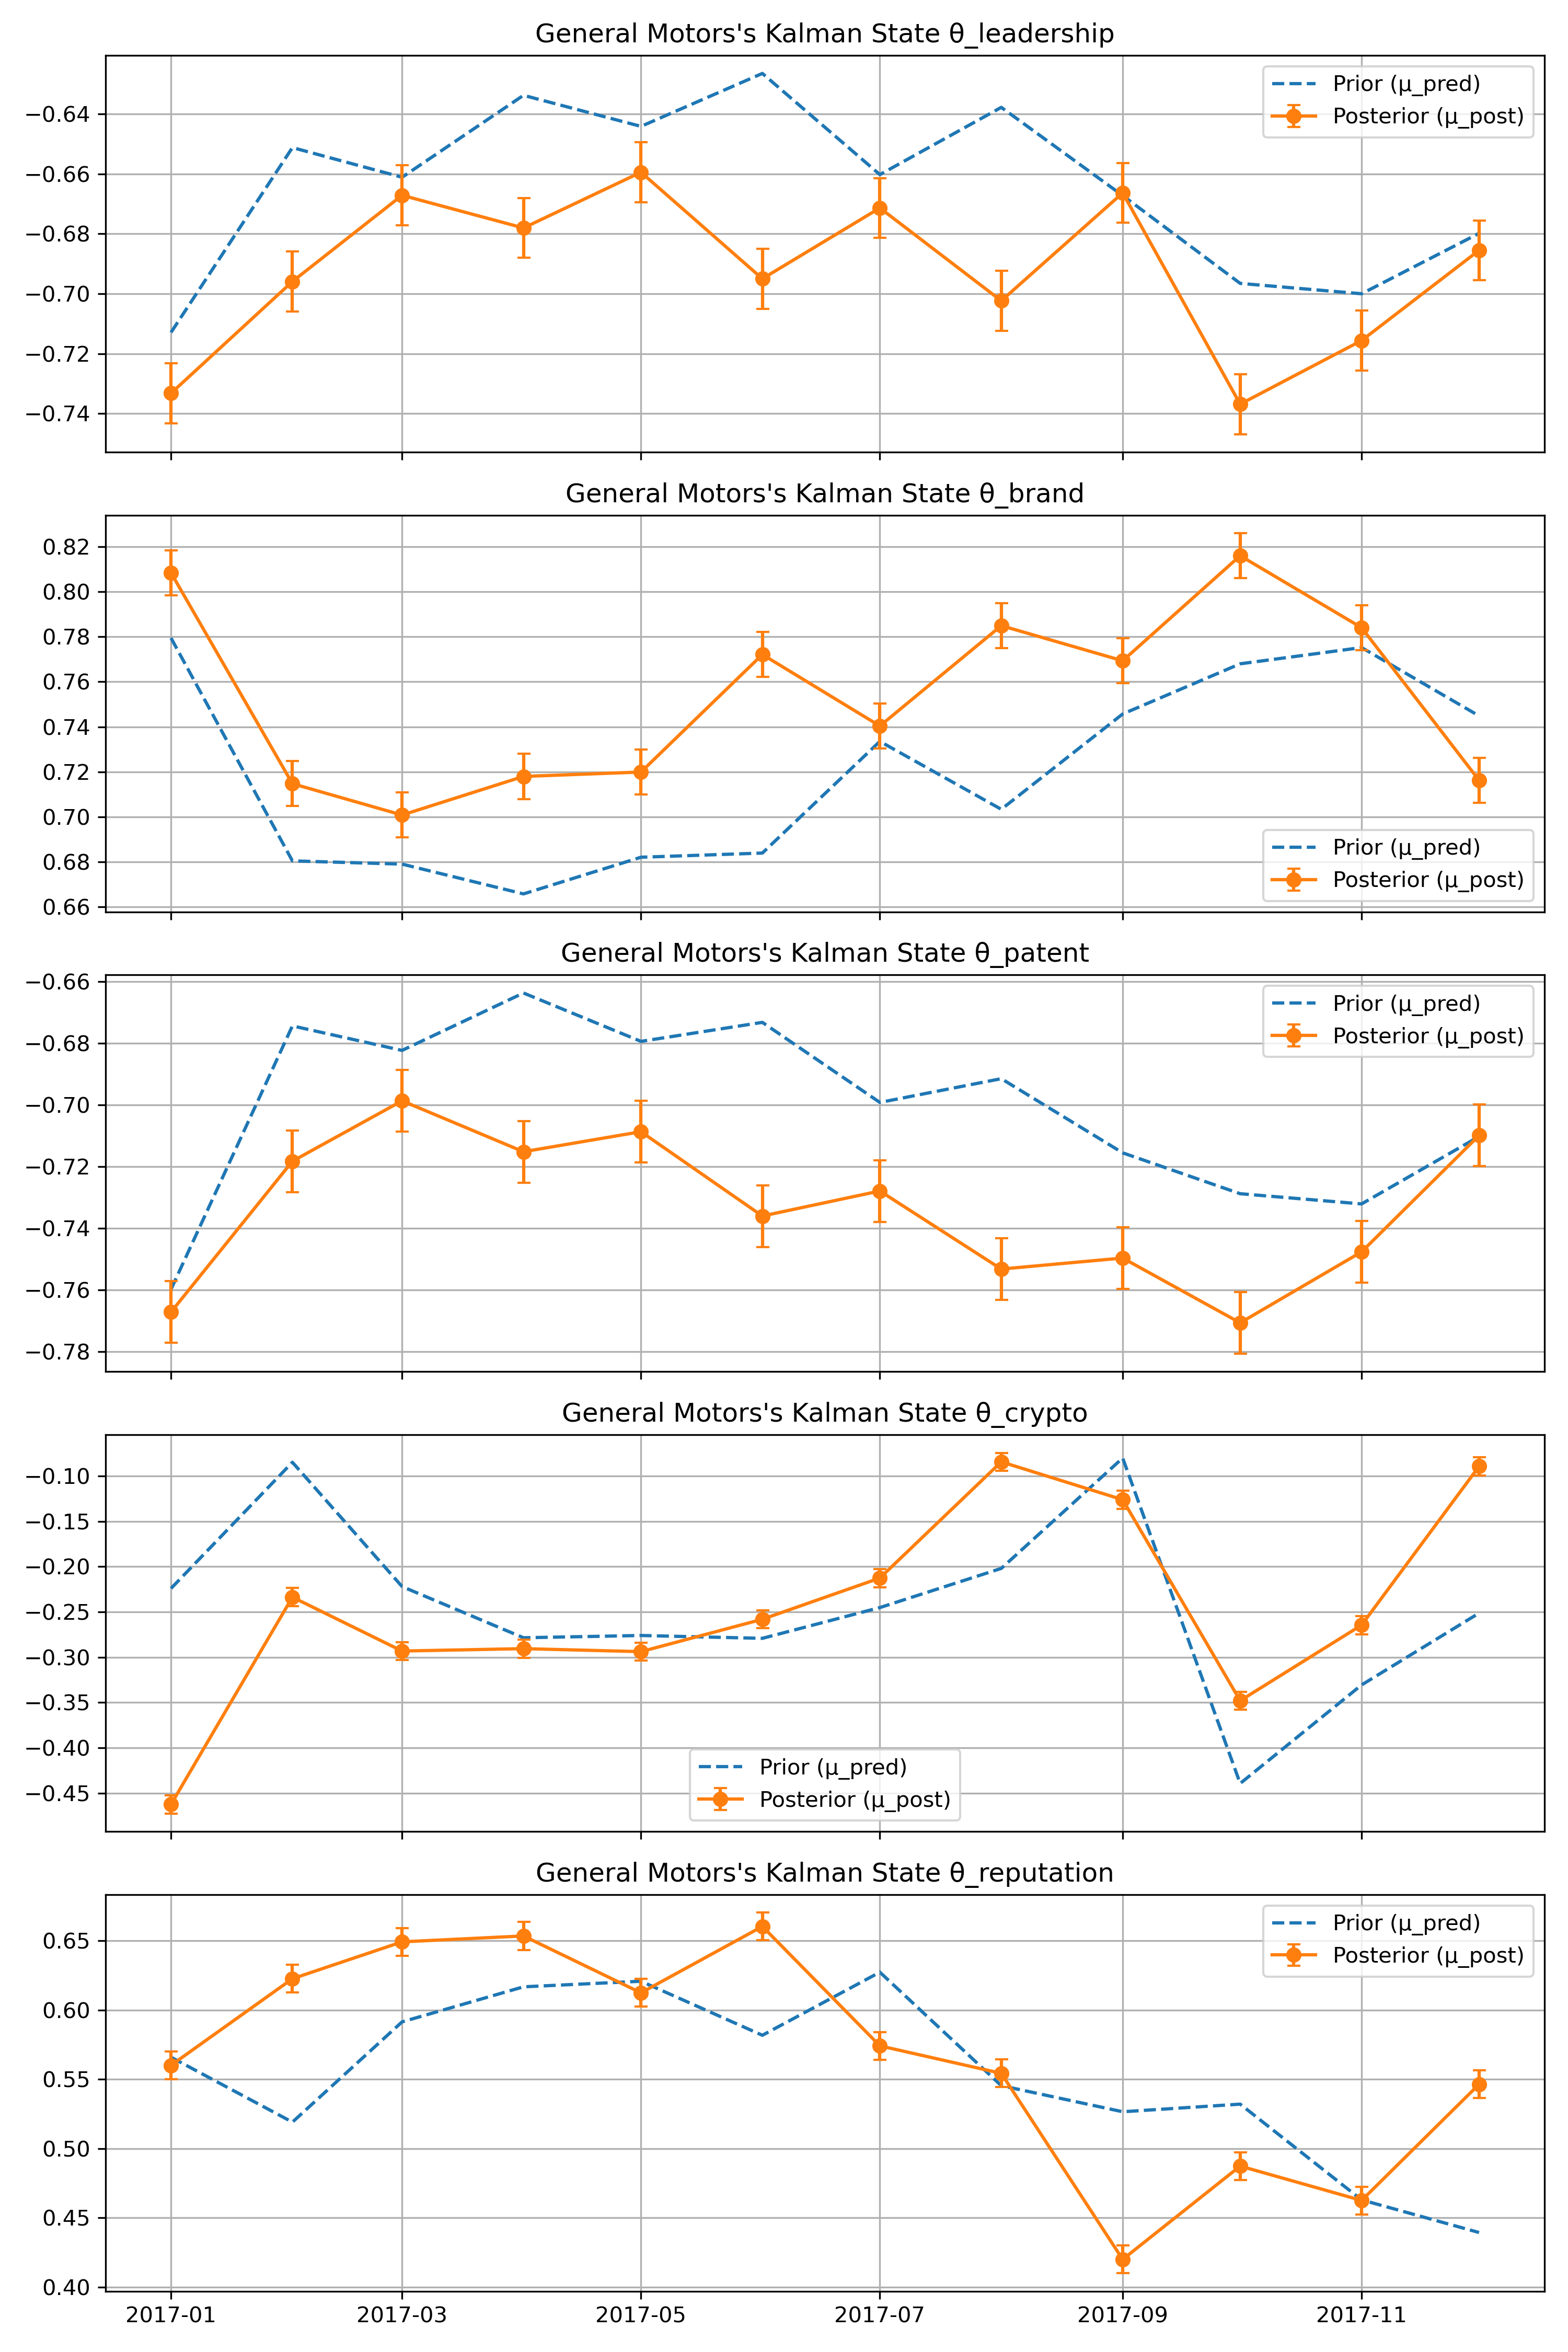 General Motors's Kalman State θ_leadership
Prior (μ_pred)
Posterior (μ_post)
−0.64
−0.66
−0.68
−0.70
−0.72
−0.74
General Motors's Kalman State θ_brand
0.82
0.80
0.78
0.76
0.74
0.72
0.70
0.68
0.66
Prior (μ_pred)
Posterior (μ_post)
General Motors's Kalman State θ_patent
Prior (μ_pred)
Posterior (μ_post)
−0.66
−0.68
−0.70
−0.72
−0.74
−0.76
−0.78
General Motors's Kalman State θ_crypto
−0.10
−0.15
−0.20
−0.25
−0.30
−0.35
−0.40
−0.45
Prior (μ_pred)
Posterior (μ_post)
General Motors's Kalman State θ_reputation
Prior (μ_pred)
Posterior (μ_post)
0.65
0.60
0.55
0.50
0.45
0.40
2017-01 2017-03 2017-05 2017-07 2017-09 2017-11